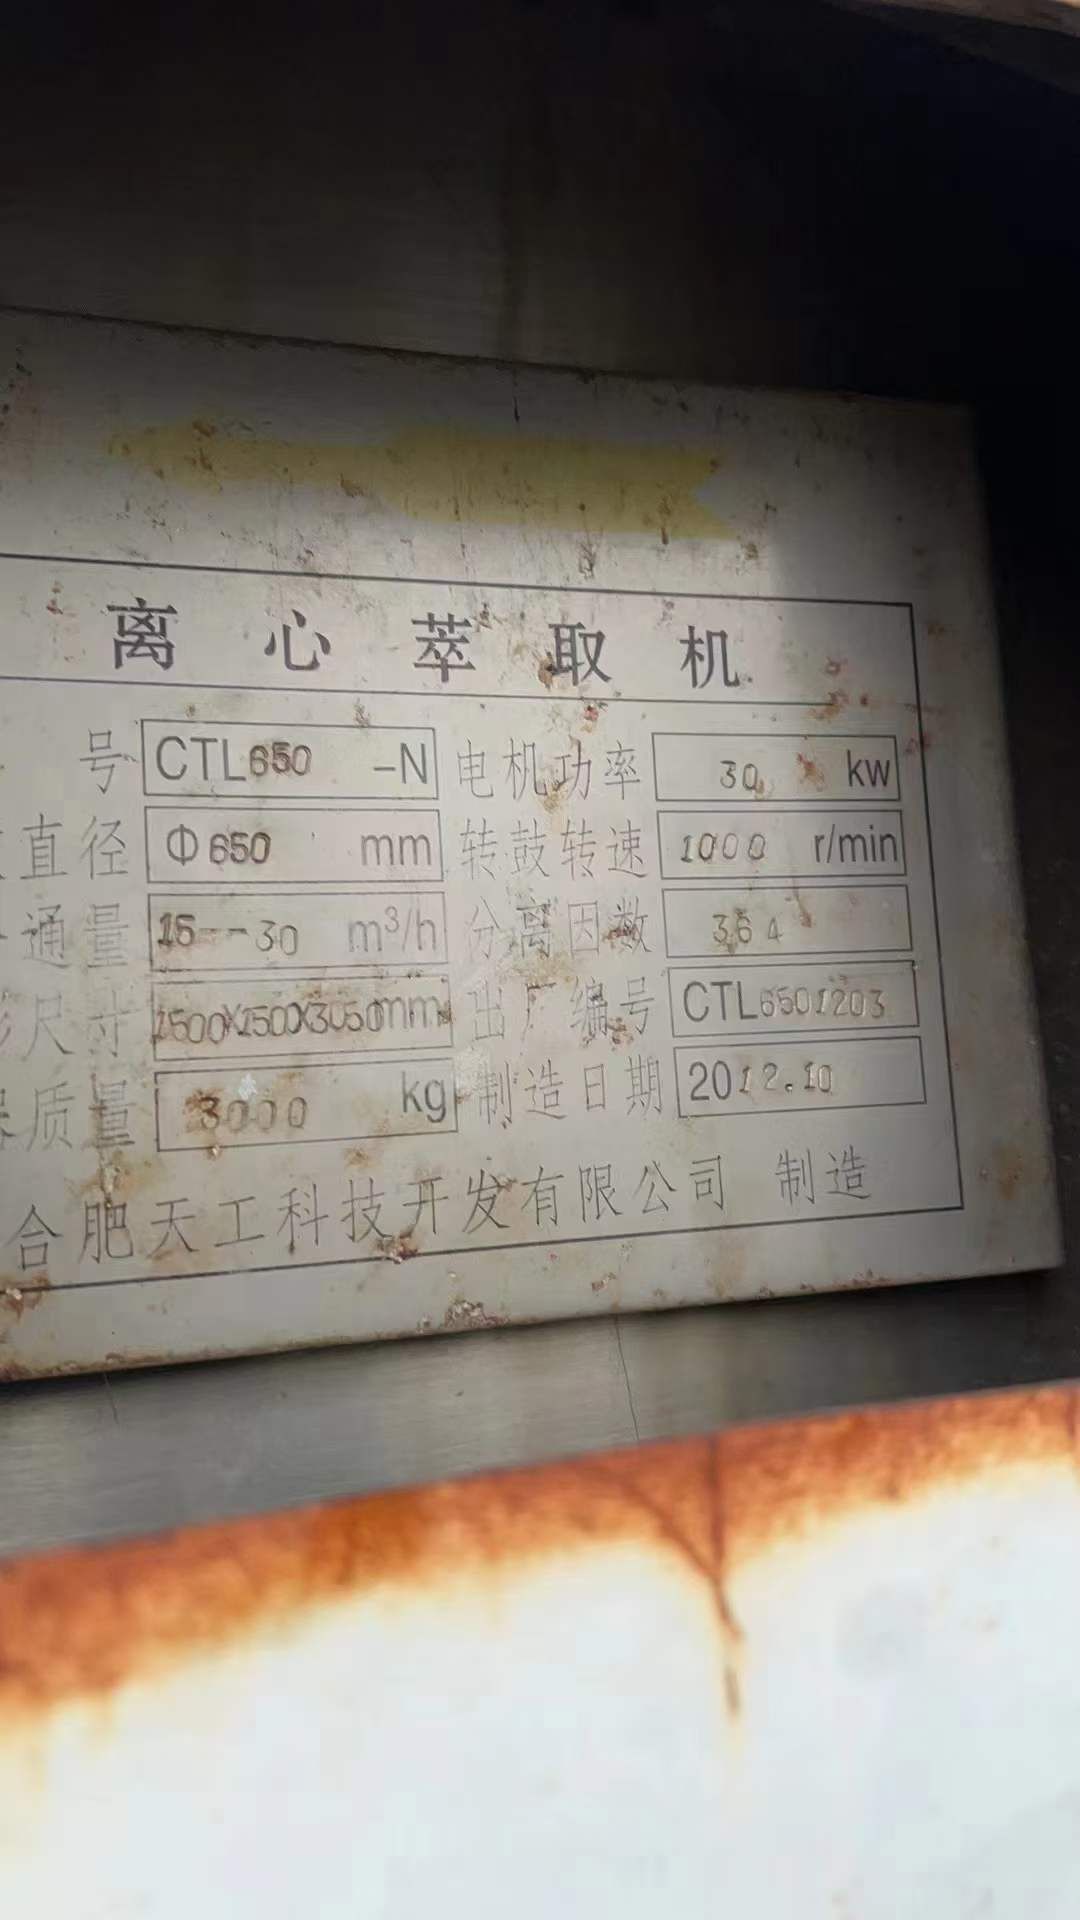 离心萃取机
号 CTL650 -N 电机功率 30 kw
直径 Φ650 mm 转鼓转速 1000 r/min
通量 15--30 m³/h 分离因数 364
尺寸 1500X1500X3050mm 出厂编号 CTL6501203
质量 3000 kg 制造日期 2012.10
合肥天工科技开发有限公司 制造